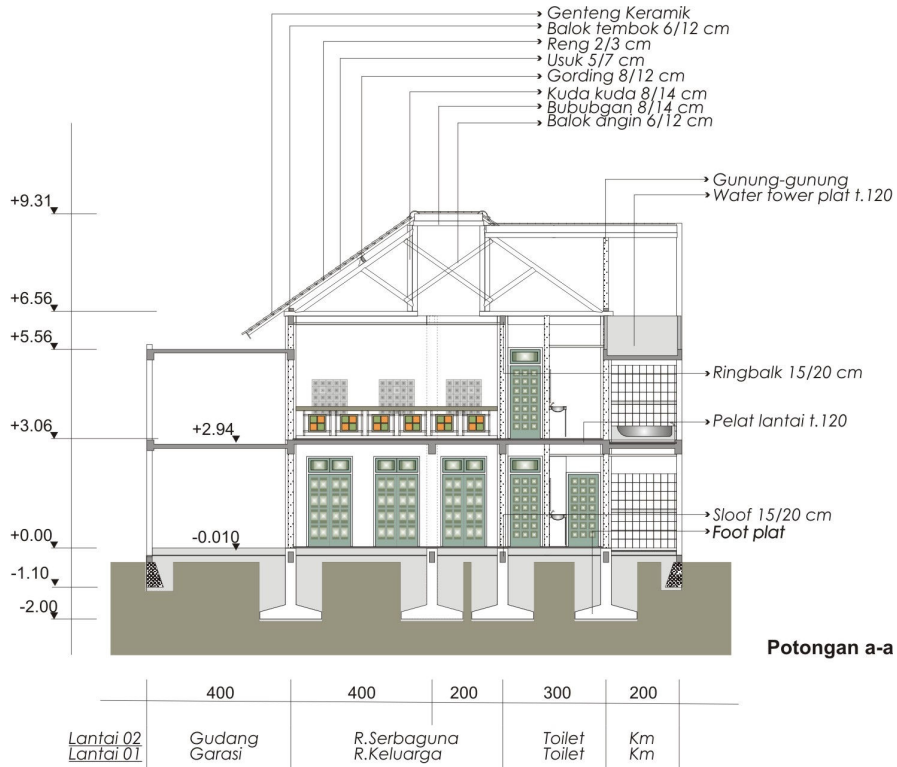 Genteng Keramik
Balok tembok 6/12 cm
Reng 2/3 cm
Usuk 5/7 cm
Gording 8/12 cm
Kuda kuda 8/14 cm
Bububgan 8/14 cm
Balok angin 6/12 cm
Gunung-gunung
Water tower plat t.120
+9.31
+6.56
+5.56
Ringbalk 15/20 cm
+3.06
+2.94
Pelat lantai t.120
Sloof 15/20 cm
+0.00
-0.010
Foot plat
-1.10
-2.00
Potongan a-a
400 400 200 300 200
Lantai 02 Gudang R.Serbaguna Toilet Km
Lantai 01 Garasi R.Keluarga Toilet Km